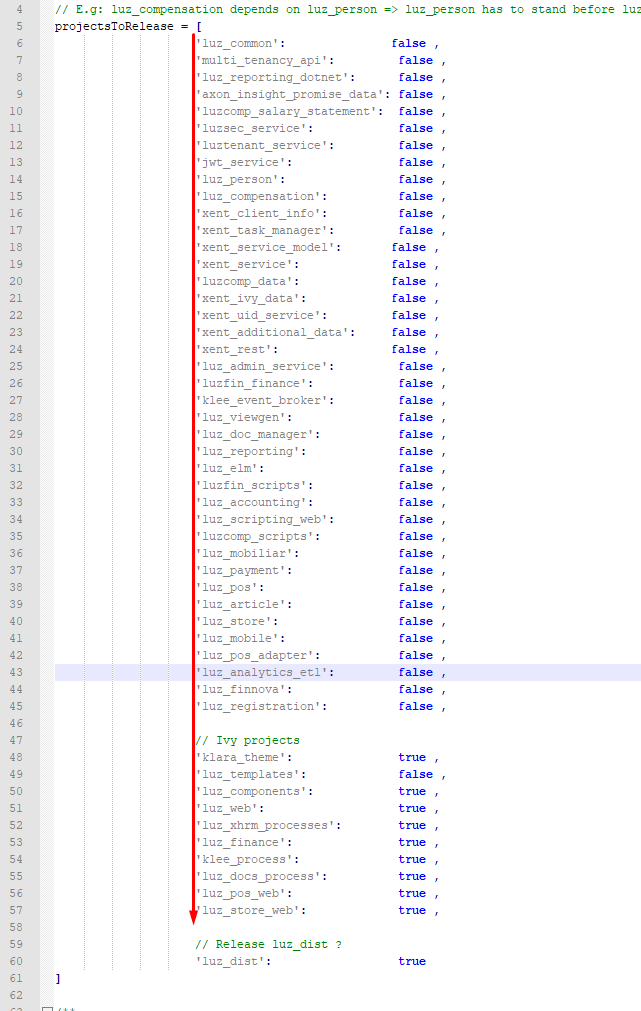 4 // E.g: luz_compensation depends on luz_person => luz_person has to stand before luz
5 projectsToRelease = [
6 'luz_common': false ,
7 'multi_tenancy_api': false ,
8 'luz_reporting_dotnet': false ,
9 'axon_insight_promise_data': false ,
10 'luzcomp_salary_statement': false ,
11 'luzsec_service': false ,
12 'luztenant_service': false ,
13 'jwt_service': false ,
14 'luz_person': false ,
15 'luz_compensation': false ,
16 'xent_client_info': false ,
17 'xent_task_manager': false ,
18 'xent_service_model': false ,
19 'xent_service': false ,
20 'luzcomp_data': false ,
21 'xent_ivy_data': false ,
22 'xent_uid_service': false ,
23 'xent_additional_data': false ,
24 'xent_rest': false ,
25 'luz_admin_service': false ,
26 'luzfin_finance': false ,
27 'klee_event_broker': false ,
28 'luz_viewgen': false ,
29 'luz_doc_manager': false ,
30 'luz_reporting': false ,
31 'luz_elm': false ,
32 'luzfin_scripts': false ,
33 'luz_accounting': false ,
34 'luz_scripting_web': false ,
35 'luzcomp_scripts': false ,
36 'luz_mobiliar': false ,
37 'luz_payment': false ,
38 'luz_pos': false ,
39 'luz_article': false ,
40 'luz_store': false ,
41 'luz_mobile': false ,
42 'luz_pos_adapter': false ,
43 'luz_analytics_etl': false ,
44 'luz_finnova': false ,
45 'luz_registration': false ,
46
47 // Ivy projects
48 'klara_theme': true ,
49 'luz_templates': false ,
50 'luz_components': true ,
51 'luz_web': true ,
52 'luz_xhrm_processes': true ,
53 'luz_finance': true ,
54 'klee_process': true ,
55 'luz_docs_process': true ,
56 'luz_pos_web': true ,
57 'luz_store_web': true ,
58
59 // Release luz_dist ?
60 'luz_dist': true
61 ]
62